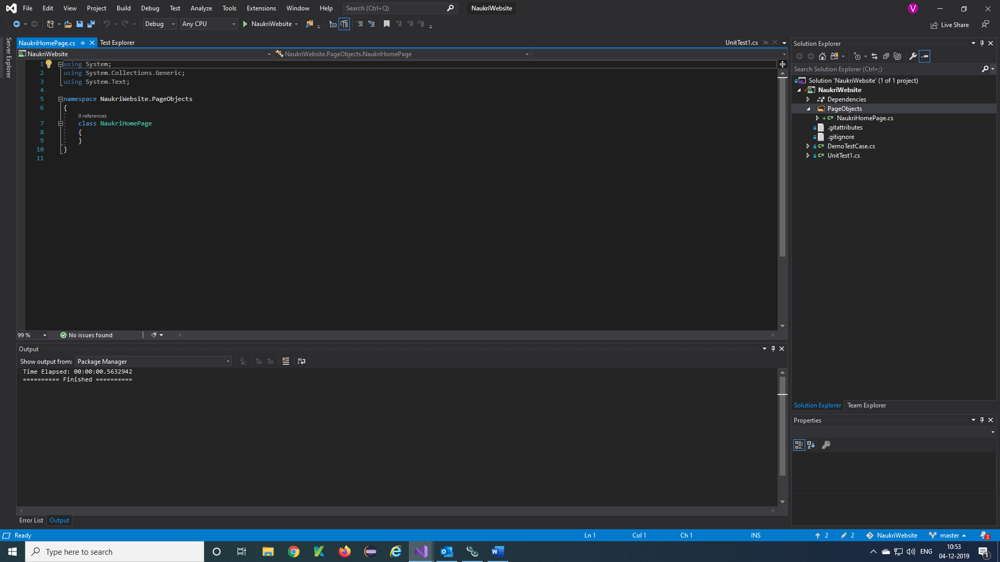 File Edit View Project Build Debug Test Analyze Tools Extensions Window Help Search (Ctrl+Q) NaukriWebsite V
Debug Any CPU NaukriWebsite Live Share
Server Explorer
NaukriHomePage.cs Test Explorer UnitTest1.cs
NaukriWebsite NaukriWebsite.PageObjects.NaukriHomePage
1 using System;
2 using System.Collections.Generic;
3 using System.Text;
4
5 namespace NaukriWebsite.PageObjects
6 {
0 references
7 class NaukriHomePage
8 {
9 }
10 }
11
99 % No issues found
Output
Show output from: Package Manager
Time Elapsed: 00:00:00.5632942
========== Finished ==========
Error List Output
Solution Explorer
Search Solution Explorer (Ctrl+;)
Solution 'NaukriWebsite' (1 of 1 project)
NaukriWebsite
Dependencies
PageObjects
+ C# NaukriHomePage.cs
.gitattributes
.gitignore
C# DemoTestCase.cs
C# UnitTest1.cs
Solution Explorer Team Explorer
Properties
Ready Ln 1 Col 1 Ch 1 INS 2 2 NaukriWebsite master 3
Type here to search ENG 10:53
04-12-2019 1